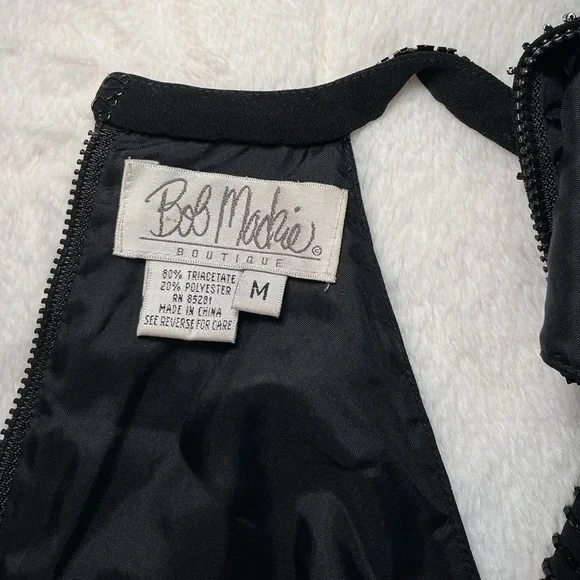 Bob Mackie ©
BOUTIQUE
80% TRIACETATE
20% POLYESTER
RN 85281
MADE IN CHINA
SEE REVERSE FOR CARE
M